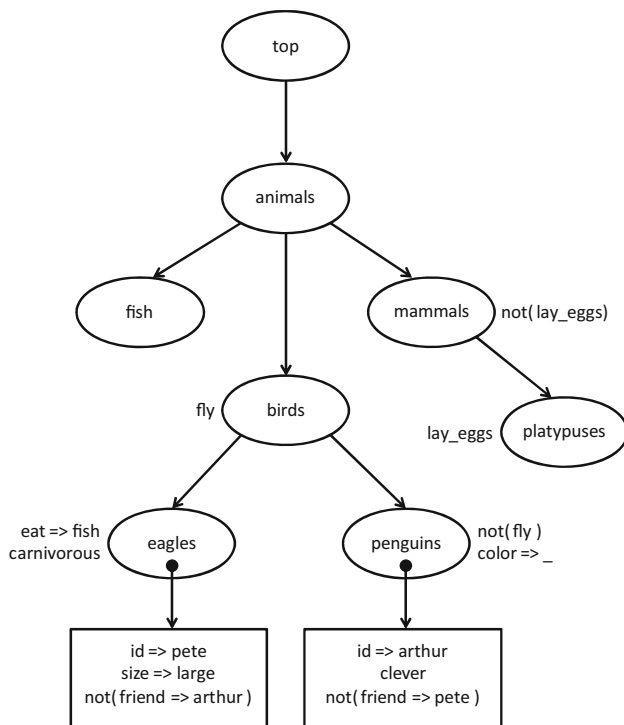 top
animals
fish
mammals
not( lay_eggs)
fly
birds
lay_eggs
platypuses
eat => fish
carnivorous
eagles
penguins
not( fly )
color => _
id => pete
size => large
not( friend => arthur )
id => arthur
clever
not( friend => pete )